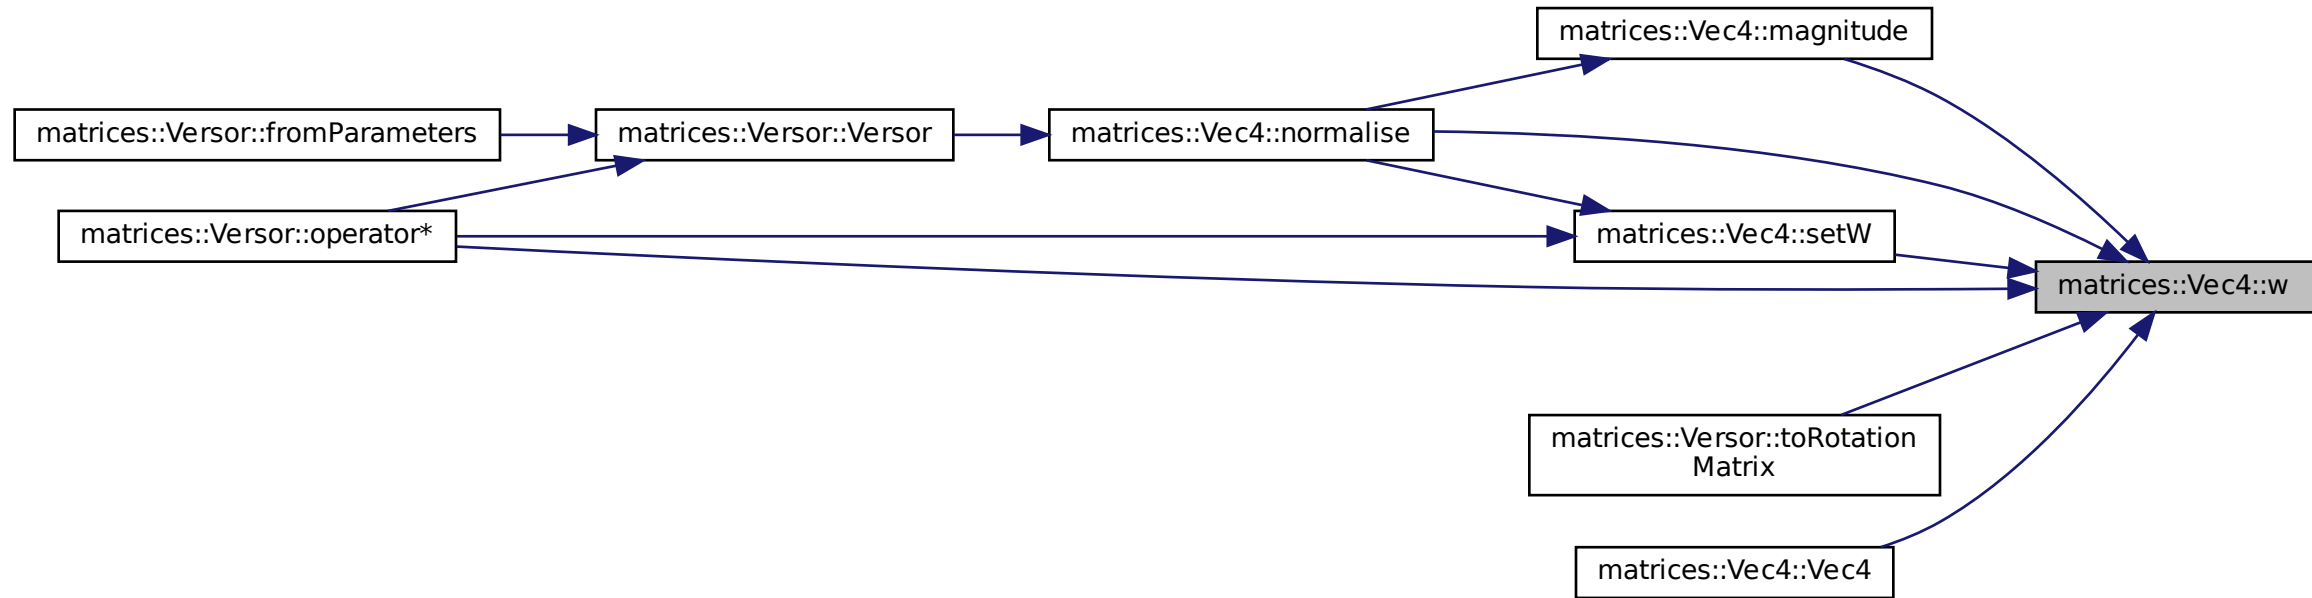 matrices::Vec4::magnitude
matrices::Versor::fromParameters
matrices::Versor::Versor
matrices::Vec4::normalise
matrices::Versor::operator*
matrices::Vec4::setW
matrices::Vec4::w
matrices::Versor::toRotation
Matrix
matrices::Vec4::Vec4